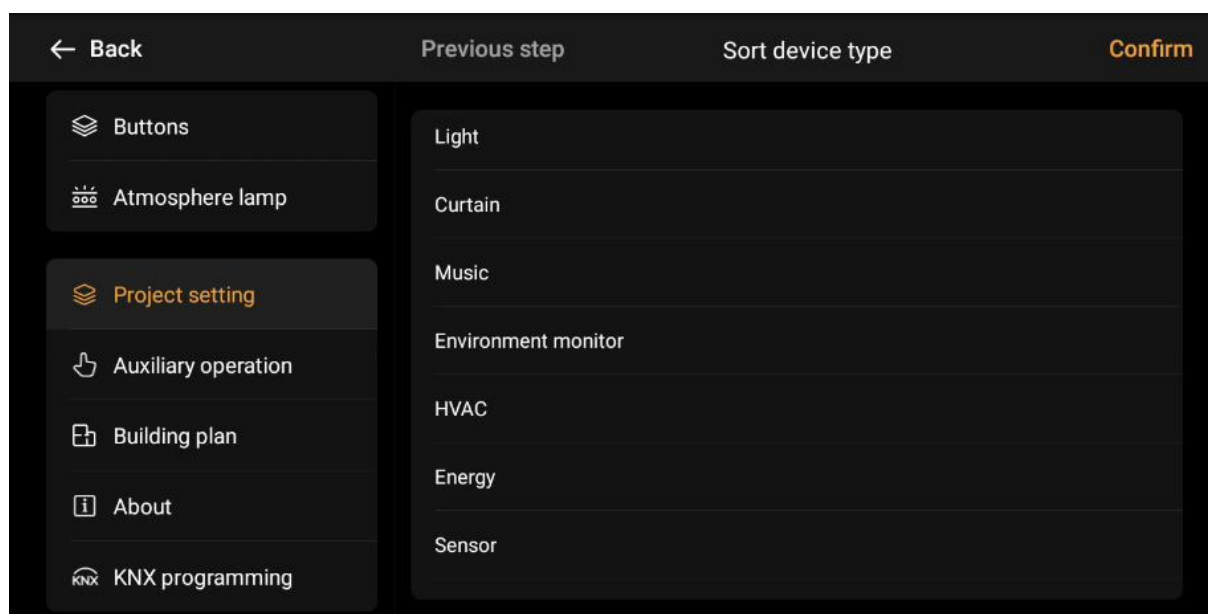 Back
Previous step
Sort device type
Confirm
Buttons
Atmosphere lamp
Project setting
Auxiliary operation
Building plan
About
KNX
KNX programming
Light
Curtain
Music
Environment monitor
HVAC
Energy
Sensor